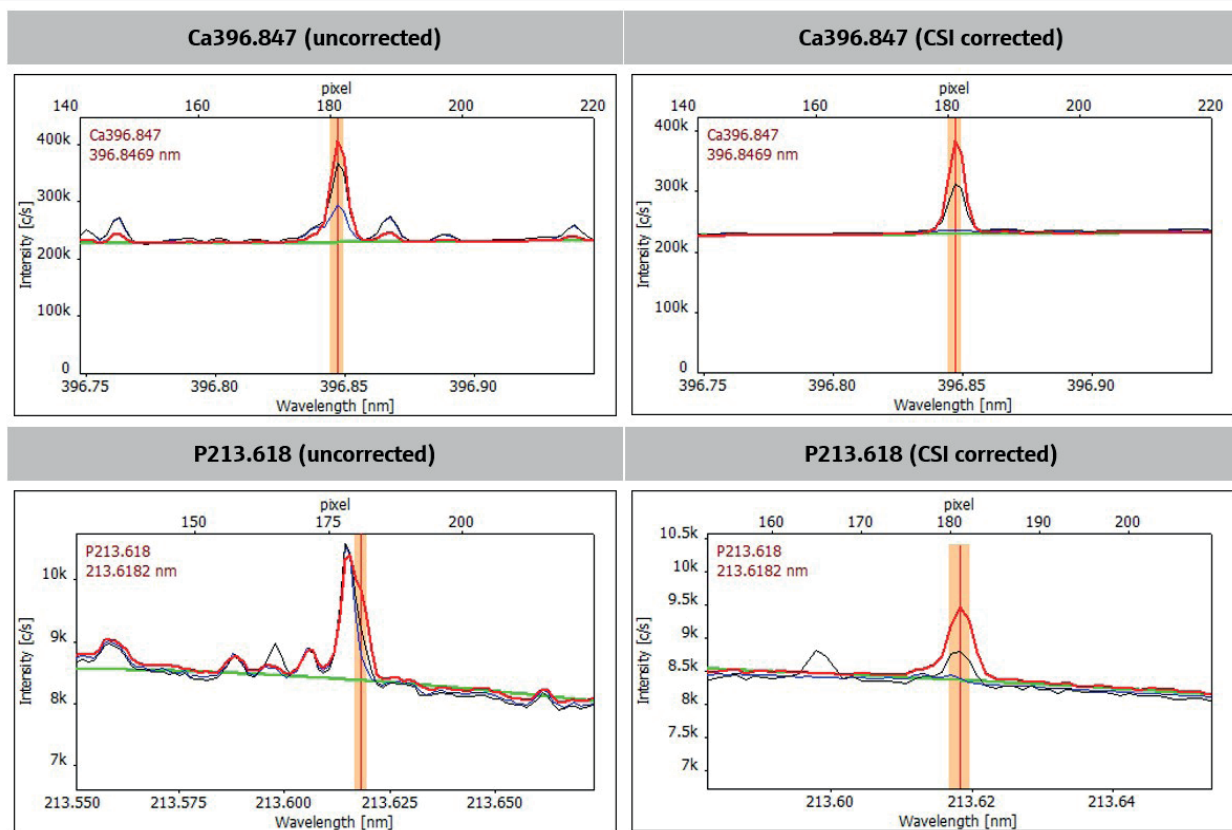 Ca396.847 (uncorrected)
Ca396.847 (CSI corrected)
pixel
140 160 180 200 220
Ca396.847
396.8469 nm
400k
300k
200k
100k
0
Intensity [c/s]
396.75 396.80 396.85 396.90
Wavelength [nm]
pixel
140 160 180 200 220
Ca396.847
396.8469 nm
400k
300k
200k
100k
0
Intensity [c/s]
396.75 396.80 396.85 396.90
Wavelength [nm]
P213.618 (uncorrected)
P213.618 (CSI corrected)
pixel
150 175 200
P213.618
213.6182 nm
10k
9k
8k
7k
Intensity [c/s]
213.550 213.575 213.600 213.625 213.650
Wavelength [nm]
pixel
160 170 180 190 200
P213.618
213.6182 nm
10.5k
10k
9.5k
9k
8.5k
8k
7.5k
7k
Intensity [c/s]
213.60 213.62 213.64
Wavelength [nm]